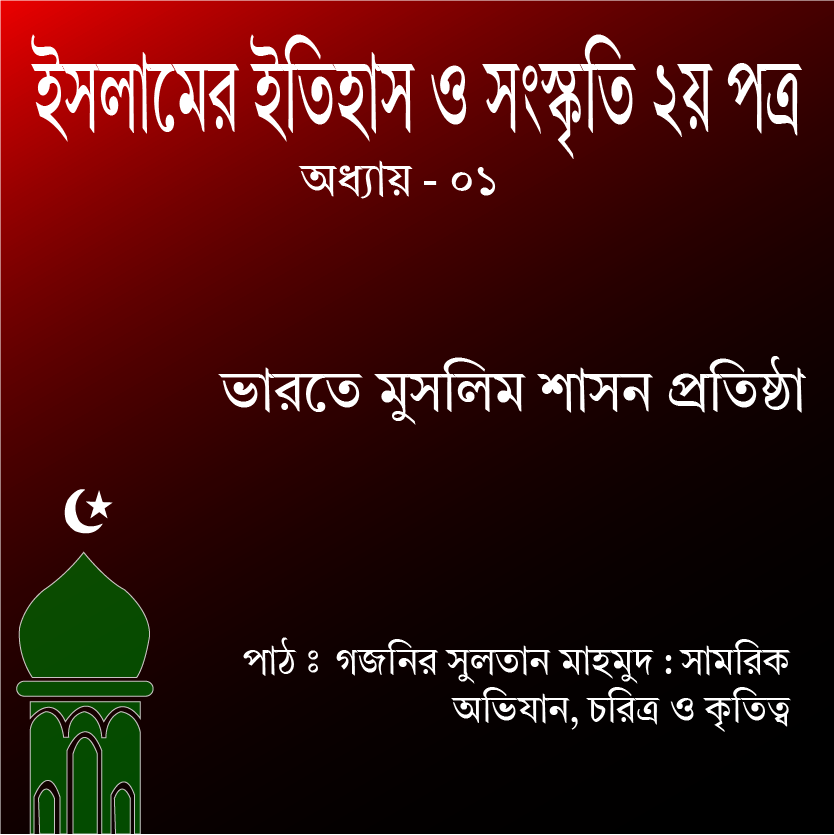 ইসলামের ইতিহাস ও সংস্কৃতি ২য় পত্র
অধ্যায় - ০১
ভারতে মুসলিম শাসন প্রতিষ্ঠা
পাঠ ঃ গজনির সুলতান মাহমুদ : সামরিক
অভিযান, চরিত্র ও কৃতিত্ব